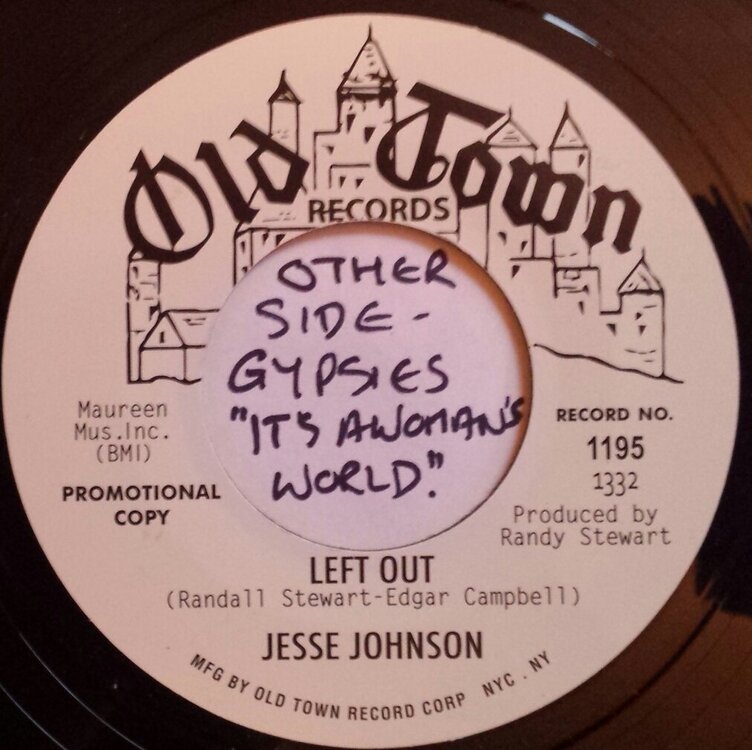 Old Town
RECORDS
OTHER
SIDE -
GYPSIES
"IT'S A WOMAN'S
WORLD."
Maureen
Mus.Inc.
(BMI)
PROMOTIONAL
COPY
RECORD NO.
1195
1332
Produced by
Randy Stewart
LEFT OUT
(Randall Stewart-Edgar Campbell)
JESSE JOHNSON
MFG BY OLD TOWN RECORD CORP NYC . NY